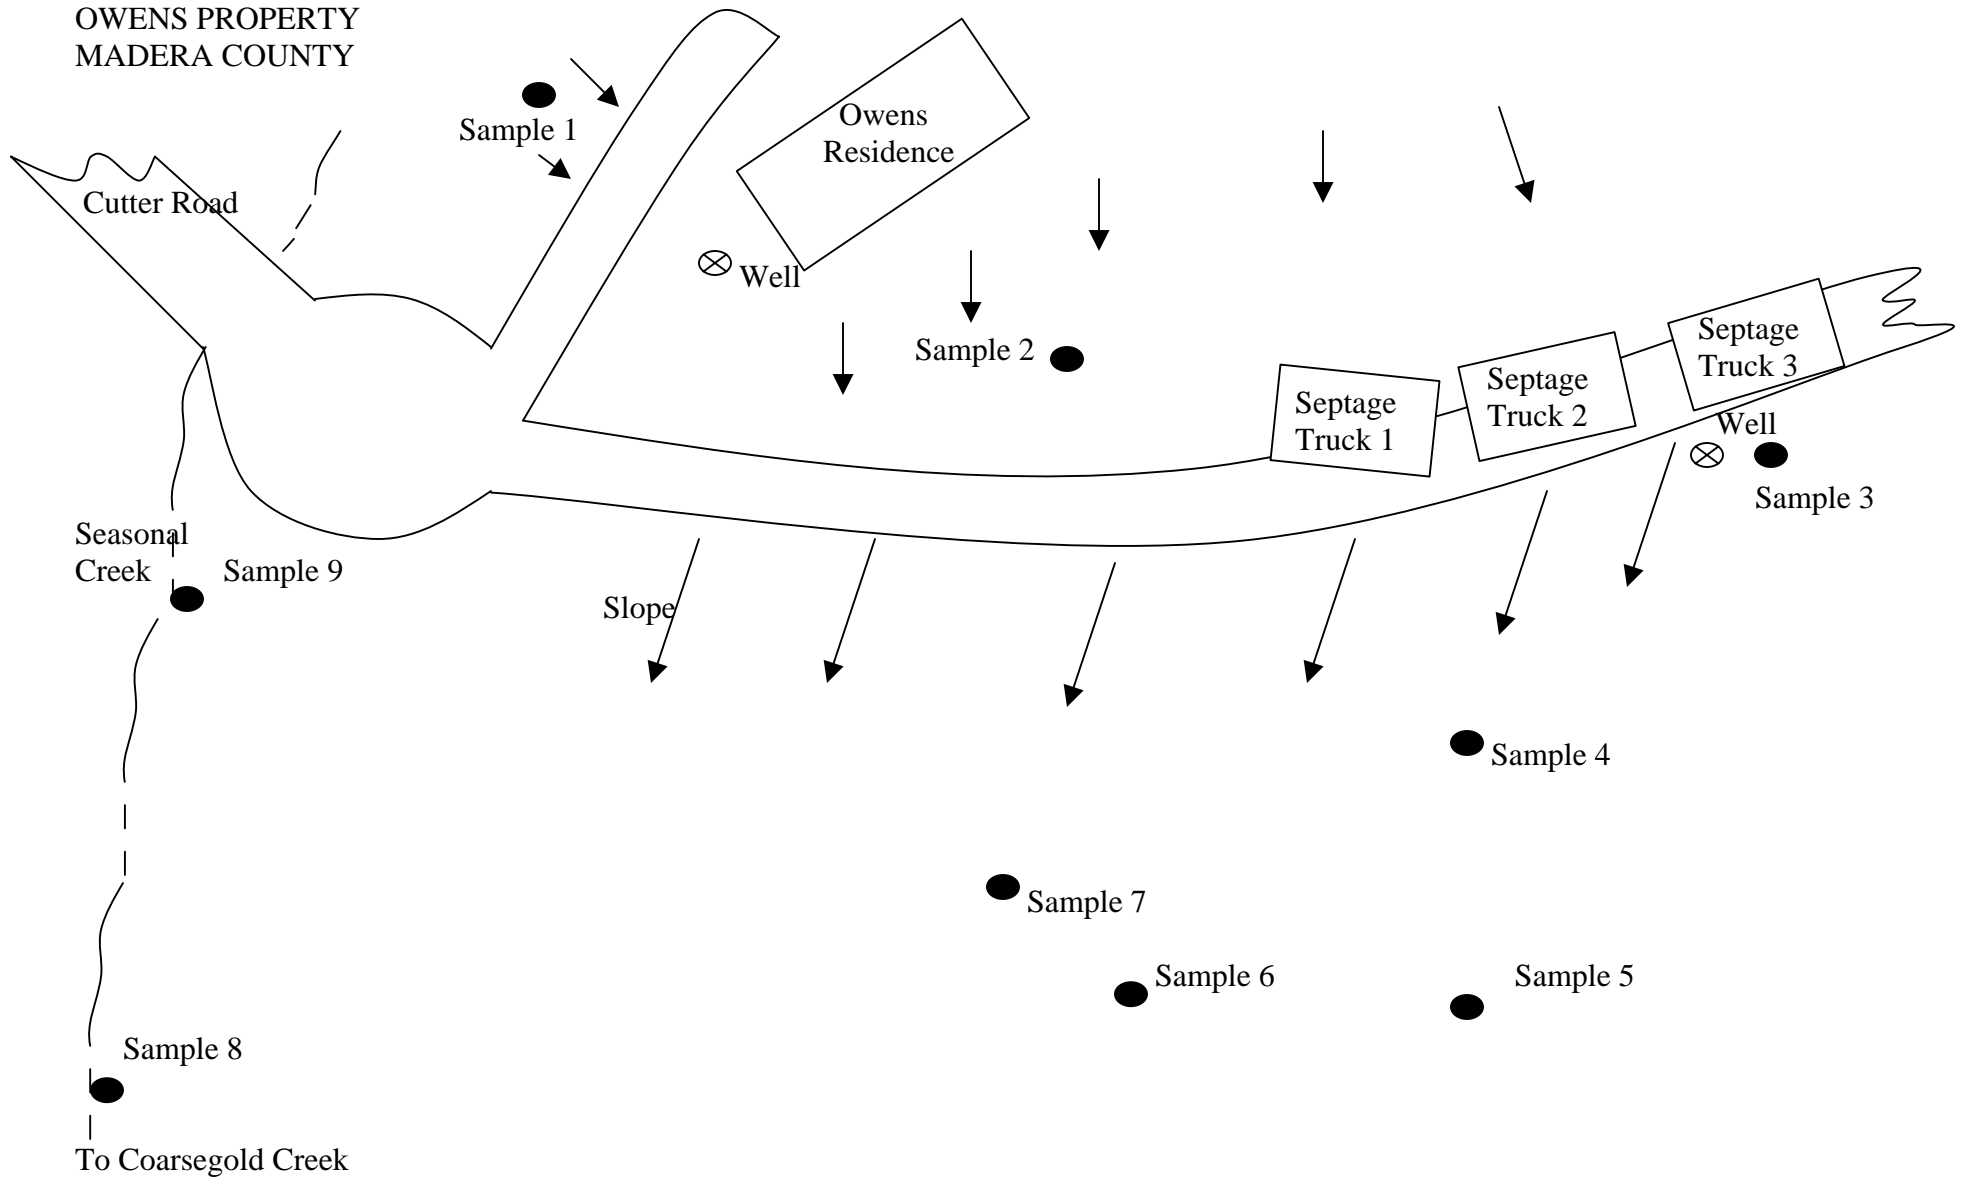 OWENS PROPERTY
MADERA COUNTY
Sample 1
Owens
Residence
Cutter Road
Well
Sample 2
Septage
Truck 1
Septage
Truck 2
Septage
Truck 3
Well
Sample 3
Seasonal
Creek
Sample 9
Slope
Sample 4
Sample 7
Sample 6
Sample 5
Sample 8
To Coarsegold Creek